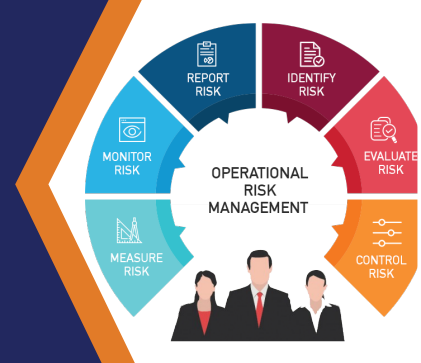 REPORT
RISK
IDENTIFY
RISK
MONITOR
RISK
EVALUATE
RISK
OPERATIONAL
RISK
MANAGEMENT
MEASURE
RISK
CONTROL
RISK